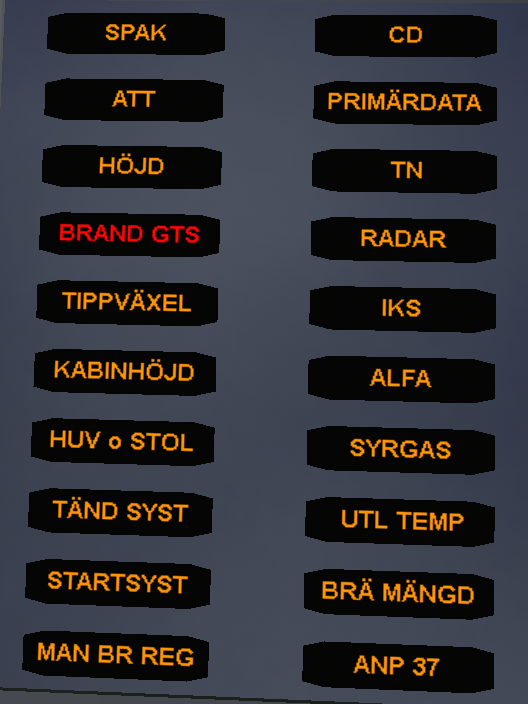 SPAK
CD
ATT
PRIMÄRDATA
HÖJD
TN
BRAND GTS
RADAR
TIPPVÄXEL
IKS
KABINHÖJD
ALFA
HUV o STOL
SYRGAS
TÄND SYST
UTL TEMP
STARTSYST
BRÄ MÄNGD
MAN BR REG
ANP 37